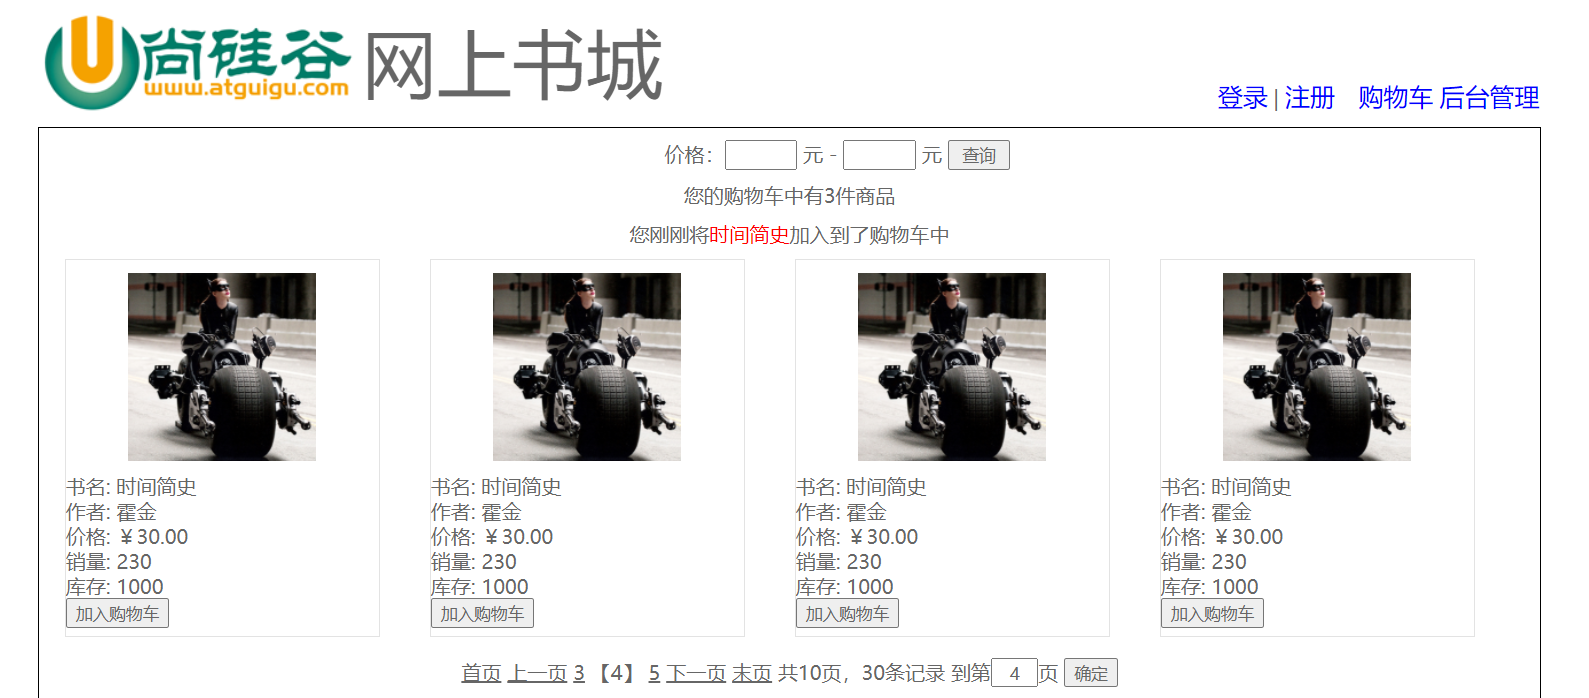 尚硅谷
www.atguigu.com
网上书城
登录 | 注册 购物车 后台管理
价格： 元 - 元 查询
您的购物车中有3件商品
您刚刚将时间简史加入到了购物车中
书名: 时间简史
作者: 霍金
价格: ￥30.00
销量: 230
库存: 1000
加入购物车
书名: 时间简史
作者: 霍金
价格: ￥30.00
销量: 230
库存: 1000
加入购物车
书名: 时间简史
作者: 霍金
价格: ￥30.00
销量: 230
库存: 1000
加入购物车
书名: 时间简史
作者: 霍金
价格: ￥30.00
销量: 230
库存: 1000
加入购物车
首页 上一页 3 【4】 5 下一页 末页 共10页，30条记录 到第 4 页 确定